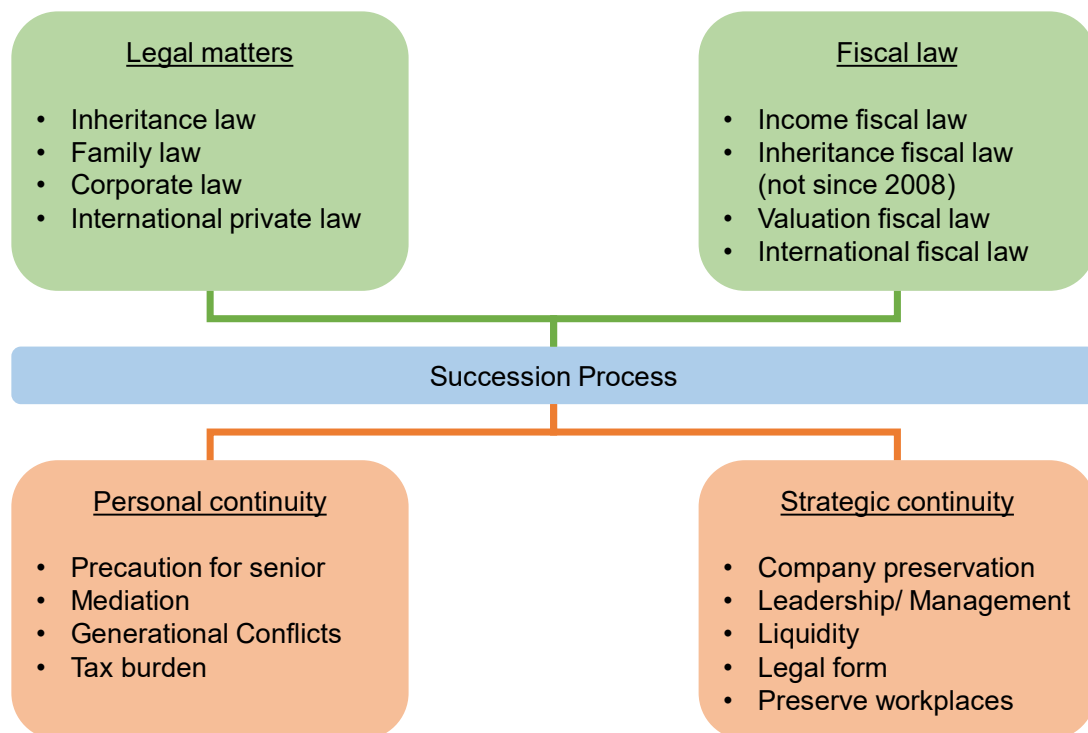 Legal matters
• Inheritance law
• Family law
• Corporate law
• International private law
Fiscal law
• Income fiscal law
• Inheritance fiscal law
(not since 2008)
• Valuation fiscal law
• International fiscal law
Succession Process
Personal continuity
• Precaution for senior
• Mediation
• Generational Conflicts
• Tax burden
Strategic continuity
• Company preservation
• Leadership/ Management
• Liquidity
• Legal form
• Preserve workplaces